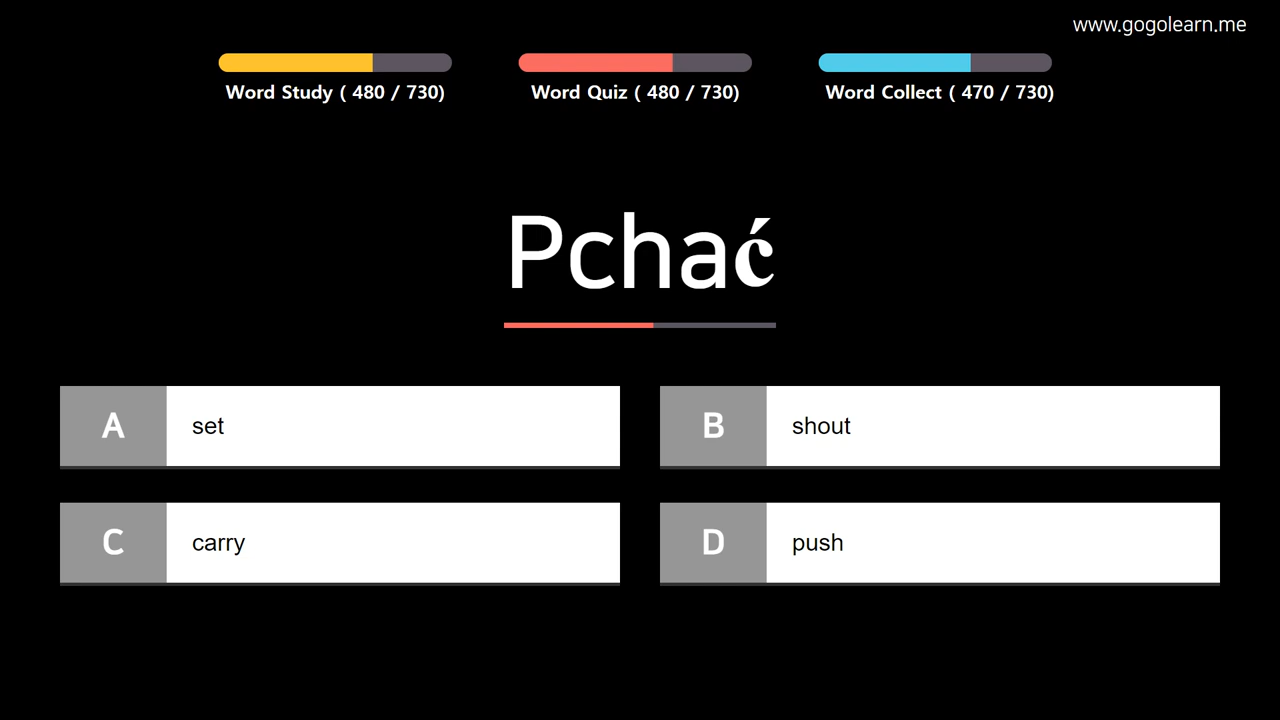 www.gogolearn.me
Word Study ( 480 / 730)
Word Quiz ( 480 / 730)
Word Collect ( 470 / 730)
Pchać
A set
B shout
C carry
D push